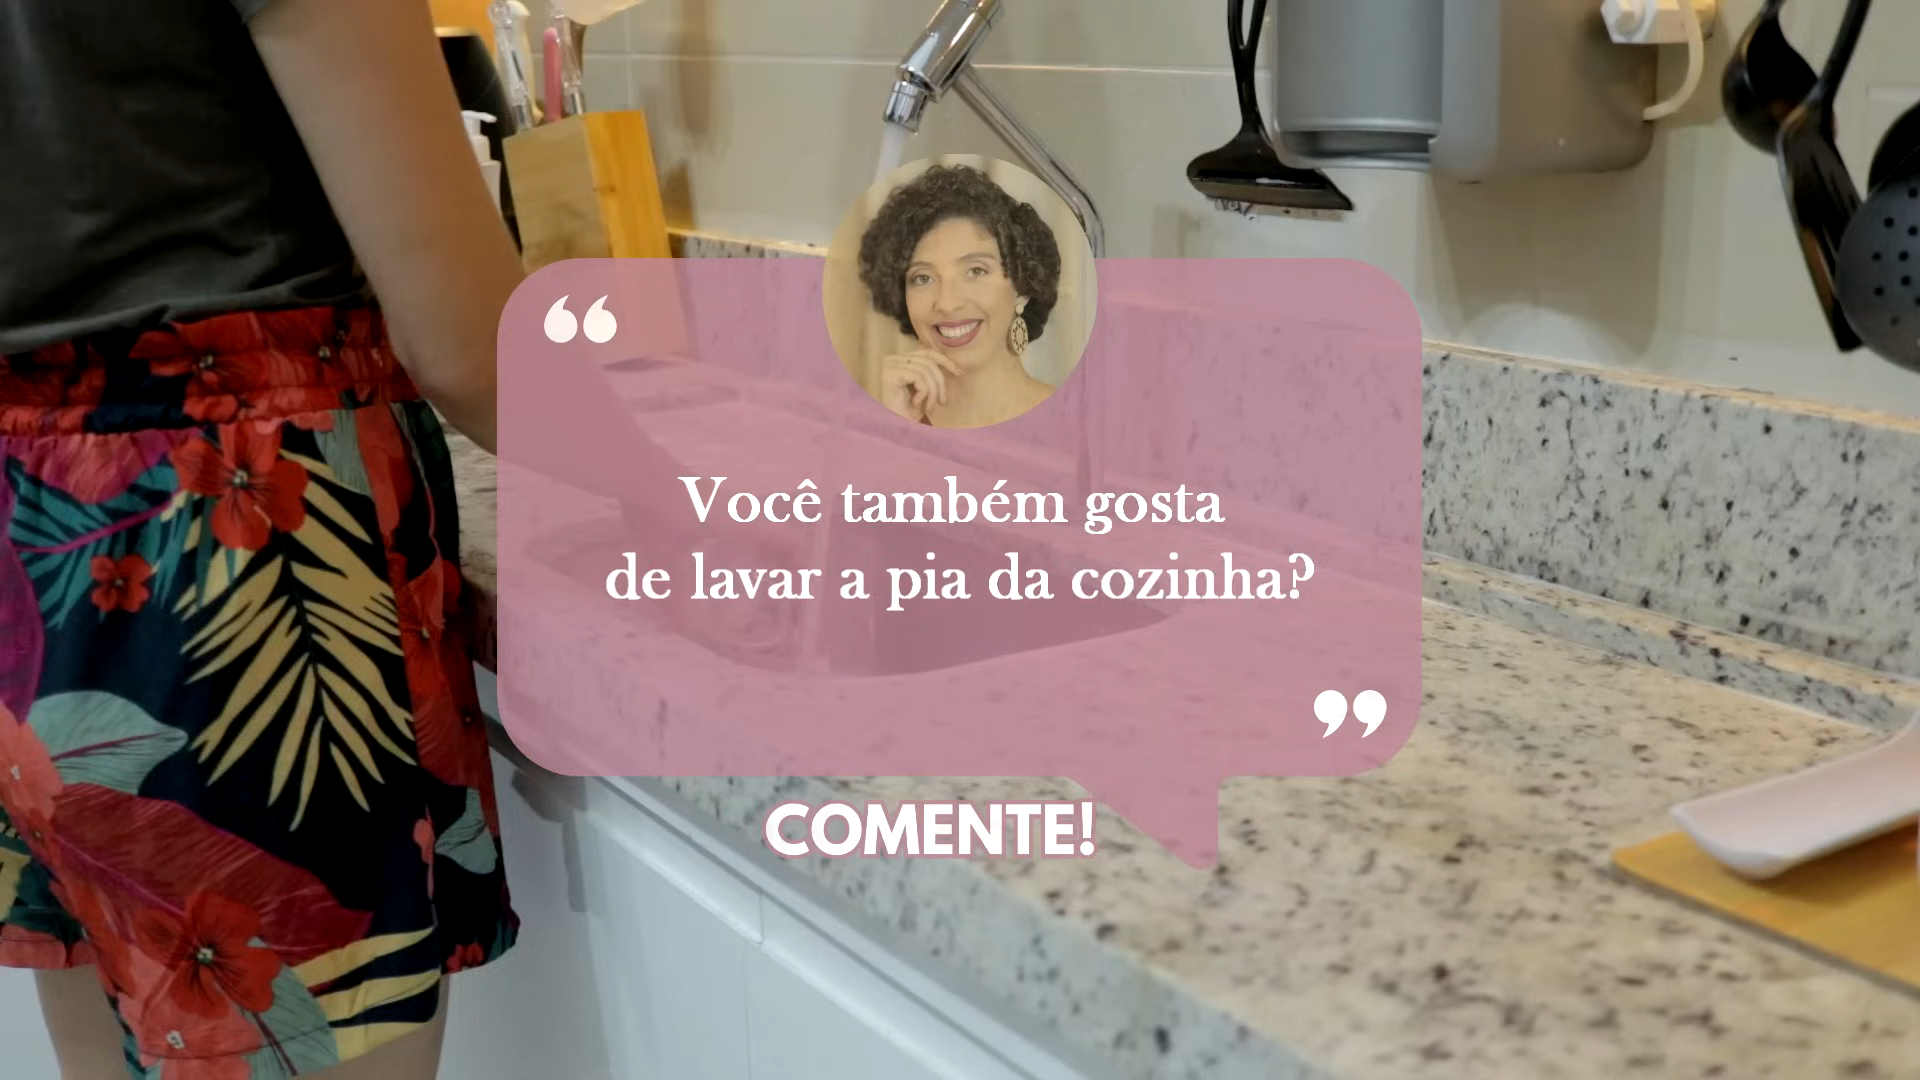 “
Você também gosta
de lavar a pia da cozinha?
”
COMENTE!